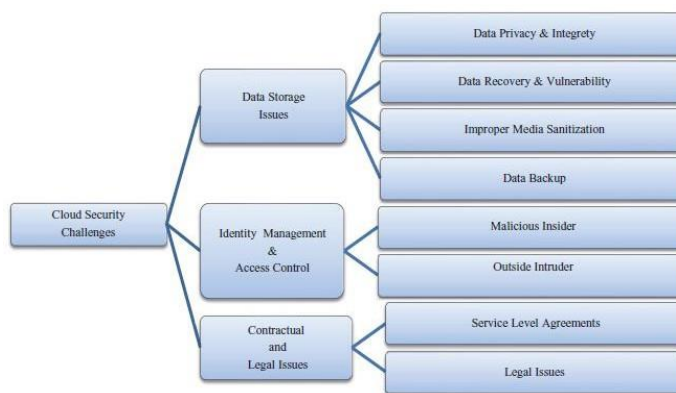 Data Privacy & Integrety
Data Storage
Issues
Data Recovery & Vulnerability
Improper Media Sanitization
Data Backup
Cloud Security
Challenges
Identity Management
&
Access Control
Malicious Insider
Outside Intruder
Contractual
and
Legal Issues
Service Level Agreements
Legal Issues